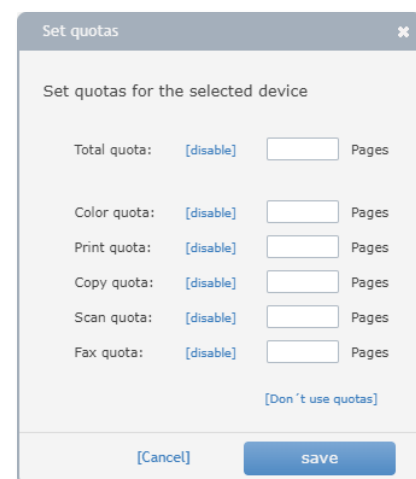 Set quotas
Set quotas for the selected device
Total quota: [disable] Pages
Color quota: [disable] Pages
Print quota: [disable] Pages
Copy quota: [disable] Pages
Scan quota: [disable] Pages
Fax quota: [disable] Pages
[Don´t use quotas]
[Cancel] save